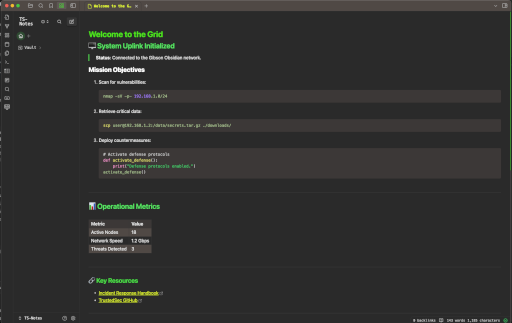 Welcome to the G...
TS-Notes
Vault
Welcome to the Grid
System Uplink Initialized
Status: Connected to the Gibson Obsidian network.
Mission Objectives
1. Scan for vulnerabilities:
nmap -sV -p- 192.168.1.0/24
2. Retrieve critical data:
scp user@192.168.1.2:/data/secrets.tar.gz ./downloads/
3. Deploy countermeasures:
# Activate defense protocols
def activate_defense():
print("Defense protocols enabled.")
activate_defense()
Operational Metrics
Metric Value
Active Nodes
Network Speed 1.2 Gbps
Threats Detected 3
Key Resources
Incident Response Handbook
TrustedSec GitHub
TS-Notes
0 backlinks 143 words 1,105 characters